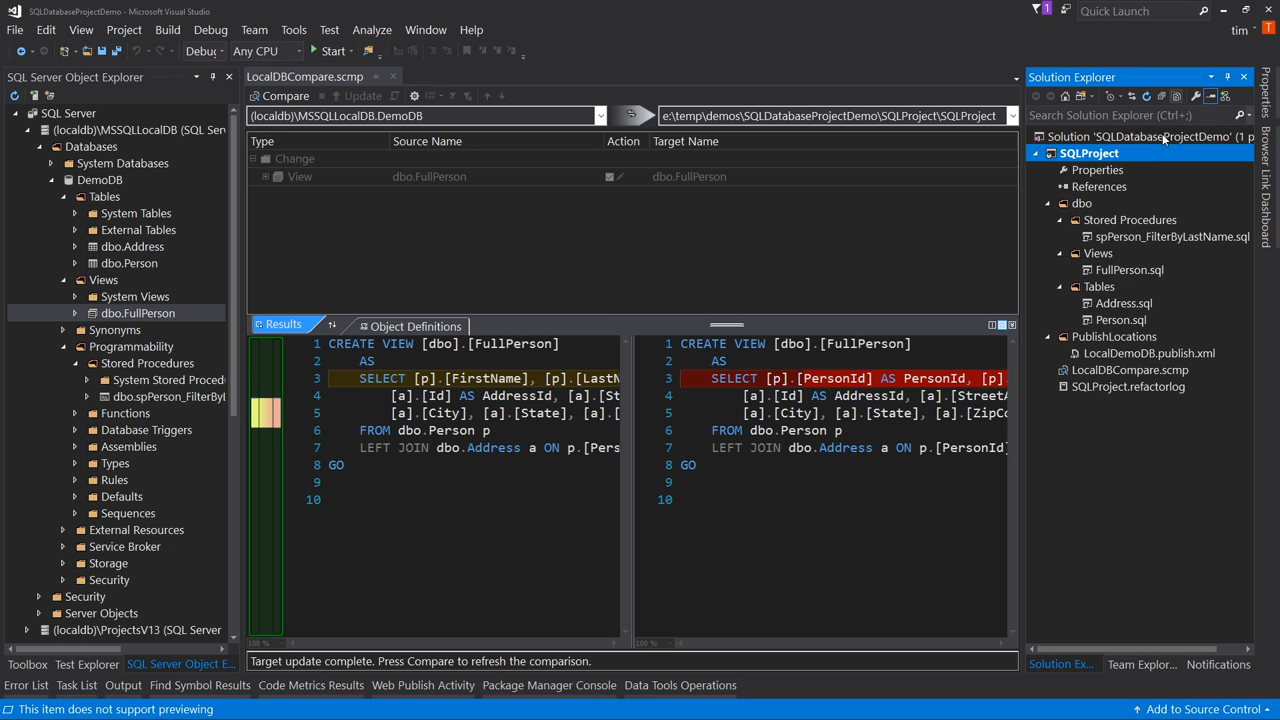 SQLDatabaseProjectDemo - Microsoft Visual Studio
1
Quick Launch
File Edit View Project Build Debug Team Tools Test Analyze Window Help
tim T
Debug Any CPU Start
SQL Server Object Explorer
SQL Server
(localdb)\MSSQLLocalDB (SQL Serv
Databases
System Databases
DemoDB
Tables
System Tables
External Tables
dbo.Address
dbo.Person
Views
System Views
dbo.FullPerson
Synonyms
Programmability
Stored Procedures
System Stored Proced
dbo.spPerson_FilterByl
Functions
Database Triggers
Assemblies
Types
Rules
Defaults
Sequences
External Resources
Service Broker
Storage
Security
Security
Server Objects
(localdb)\ProjectsV13 (SQL Server
Toolbox Test Explorer SQL Server Object E...
LocalDBCompare.scmp
Compare Update
(localdb)\MSSQLLocalDB.DemoDB e:\temp\demos\SQLDatabaseProjectDemo\SQLProject\SQLProject
Type Source Name Action Target Name
Change
View dbo.FullPerson dbo.FullPerson
Results Object Definitions
1 CREATE VIEW [dbo].[FullPerson]
2 AS
3 SELECT [p].[FirstName], [p].[LastN
4 [a].[Id] AS AddressId, [a].[St
5 [a].[City], [a].[State], [a].[
6 FROM dbo.Person p
7 LEFT JOIN dbo.Address a ON p.[Pers
8 GO
9
10
1 CREATE VIEW [dbo].[FullPerson]
2 AS
3 SELECT [p].[PersonId] AS PersonId, [p].
4 [a].[Id] AS AddressId, [a].[StreetA
5 [a].[City], [a].[State], [a].[ZipCo
6 FROM dbo.Person p
7 LEFT JOIN dbo.Address a ON p.[PersonId]
8 GO
9
10
100 % 100 %
Target update complete. Press Compare to refresh the comparison.
Solution Explorer
Search Solution Explorer (Ctrl+;)
Solution 'SQLDatabaseProjectDemo' (1 p
SQLProject
Properties
References
dbo
Stored Procedures
spPerson_FilterByLastName.sql
Views
FullPerson.sql
Tables
Address.sql
Person.sql
PublishLocations
LocalDemoDB.publish.xml
LocalDBCompare.scmp
SQLProject.refactorlog
Solution Ex... Team Explor... Notifications
Properties
Browser Link Dashboard
Error List Task List Output Find Symbol Results Code Metrics Results Web Publish Activity Package Manager Console Data Tools Operations
This item does not support previewing
Add to Source Control